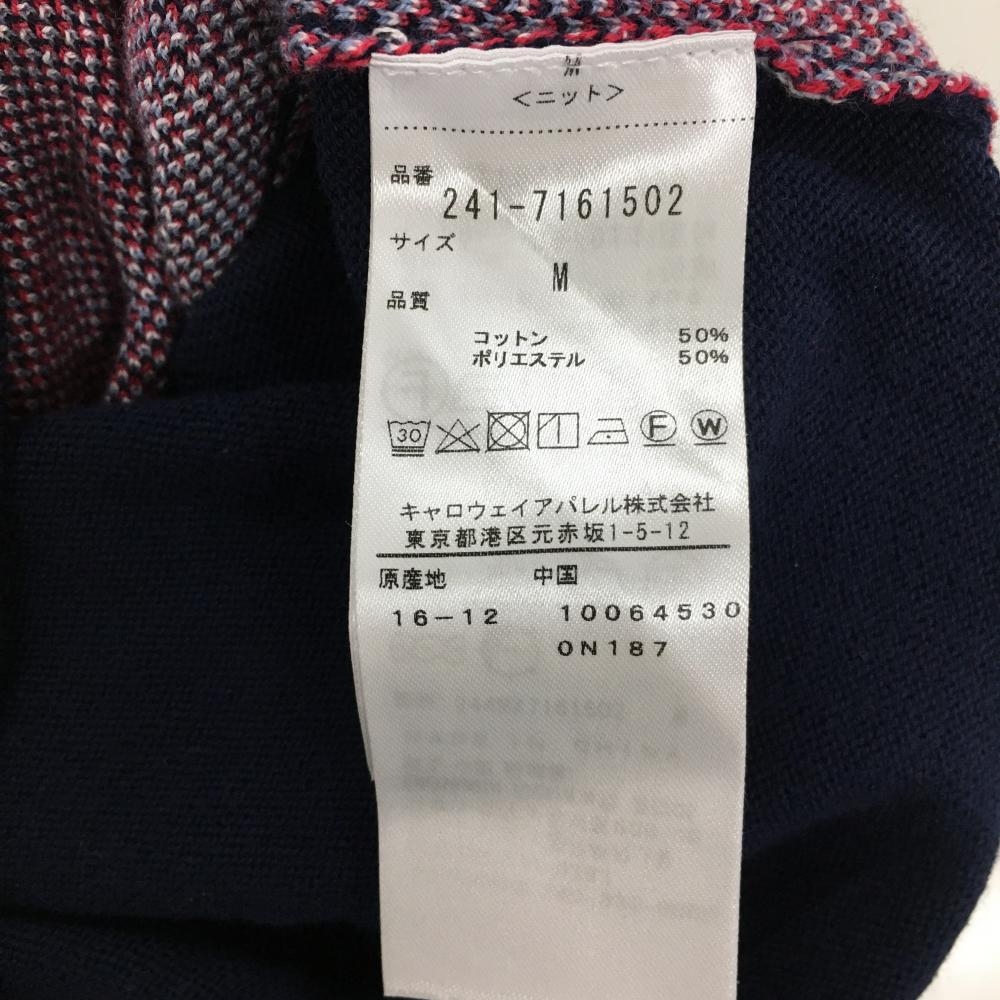 <ニット>
品番
241-7161502
サイズ
M
品質
コットン 50%
ポリエステル 50%
30 F W
キャロウェイアパレル株式会社
東京都港区元赤坂1-5-12
原産地 中国
16-12 10064530
0N187